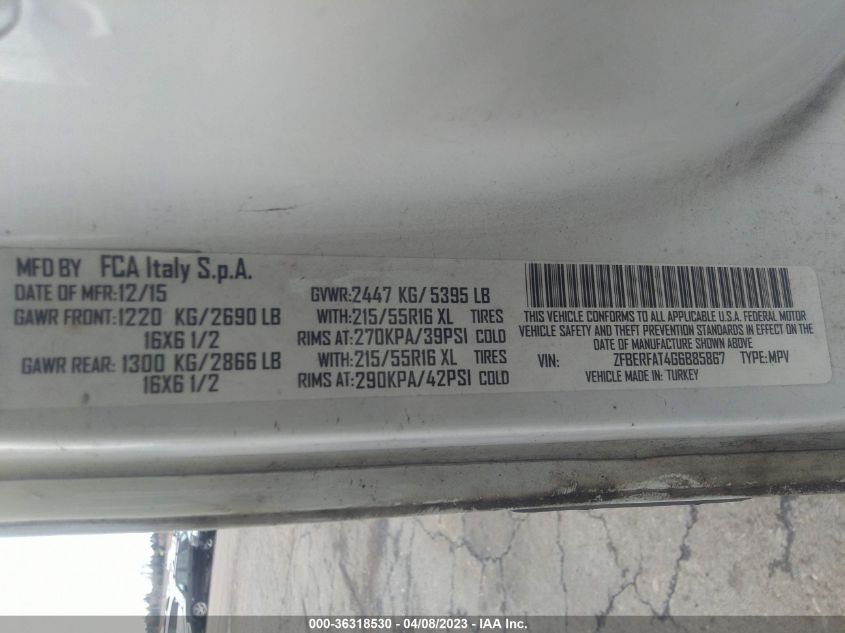 MFD BY FCA Italy S.p.A.
DATE OF MFR: 12/15
GAWR FRONT: 1220 KG/2690 LB
16X6 1/2
GAWR REAR: 1300 KG/2866 LB
16X6 1/2
GVWR: 2447 KG/ 5395 LB
WITH: 215/55R16 XL TIRES
RIMS AT: 270KPA/39PSI COLD
WITH: 215/55R16 XL TIRES
RIMS AT: 290KPA/42PSI COLD
THIS VEHICLE CONFORMS TO ALL APPLICABLE U.S.A. FEDERAL MOTOR
VEHICLE SAFETY AND THEFT PREVENTION STANDARDS IN EFFECT ON THE
DATE OF MANUFACTURE SHOWN ABOVE
VIN: ZFBERFAT4G6B85867 TYPE: MPV
VEHICLE MADE IN: TURKEY
000-36318530 - 04/08/2023 - IAA Inc.